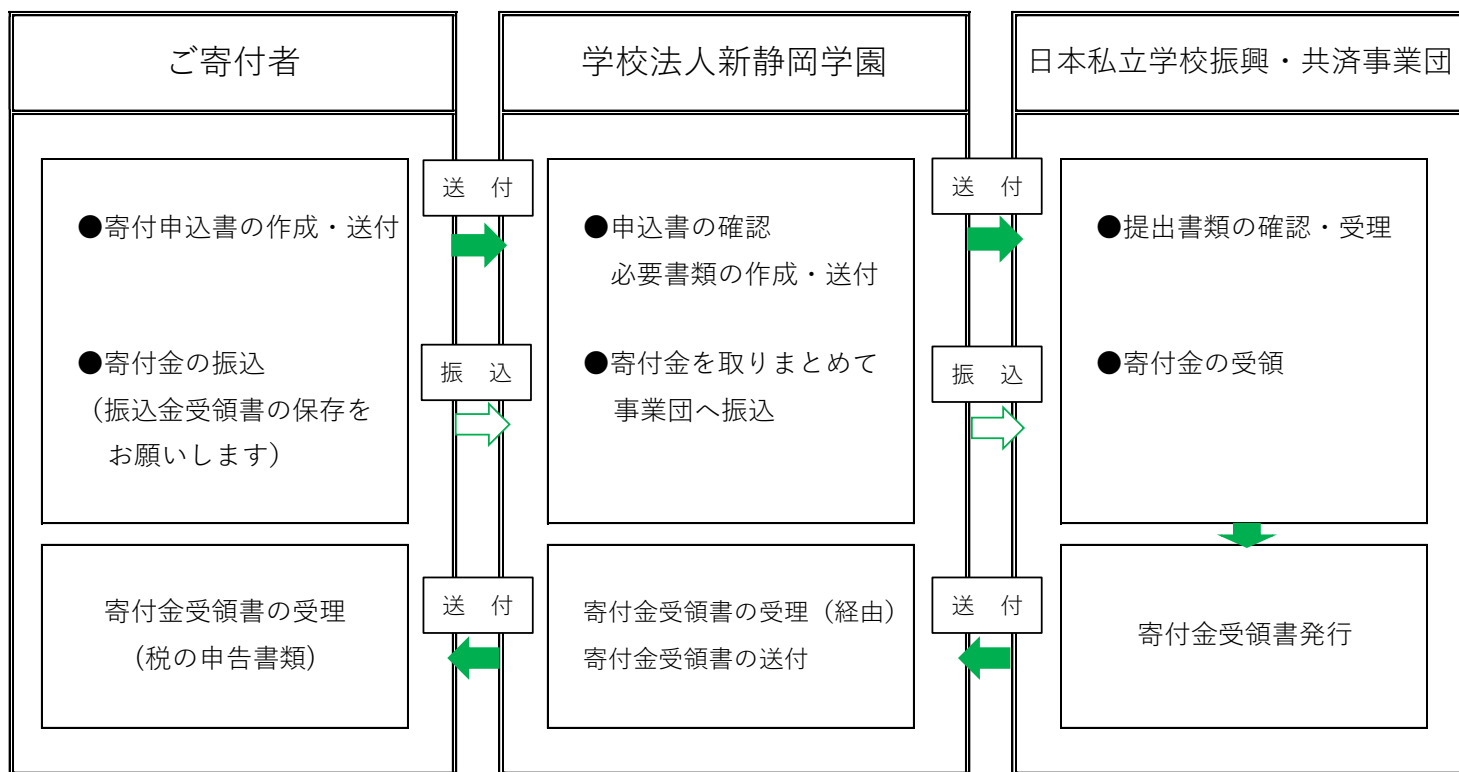 ご寄付者
学校法人新静岡学園
日本私立学校振興・共済事業団
●寄付申込書の作成・送付
送 付
●申込書の確認
必要書類の作成・送付
送 付
●提出書類の確認・受理
●寄付金の振込
(振込金受領書の保存を
お願いします)
振 込
●寄付金を取りまとめて
事業団へ振込
振 込
●寄付金の受領
寄付金受領書の受理
(税の申告書類)
送 付
寄付金受領書の受理(経由)
寄付金受領書の送付
送 付
寄付金受領書発行